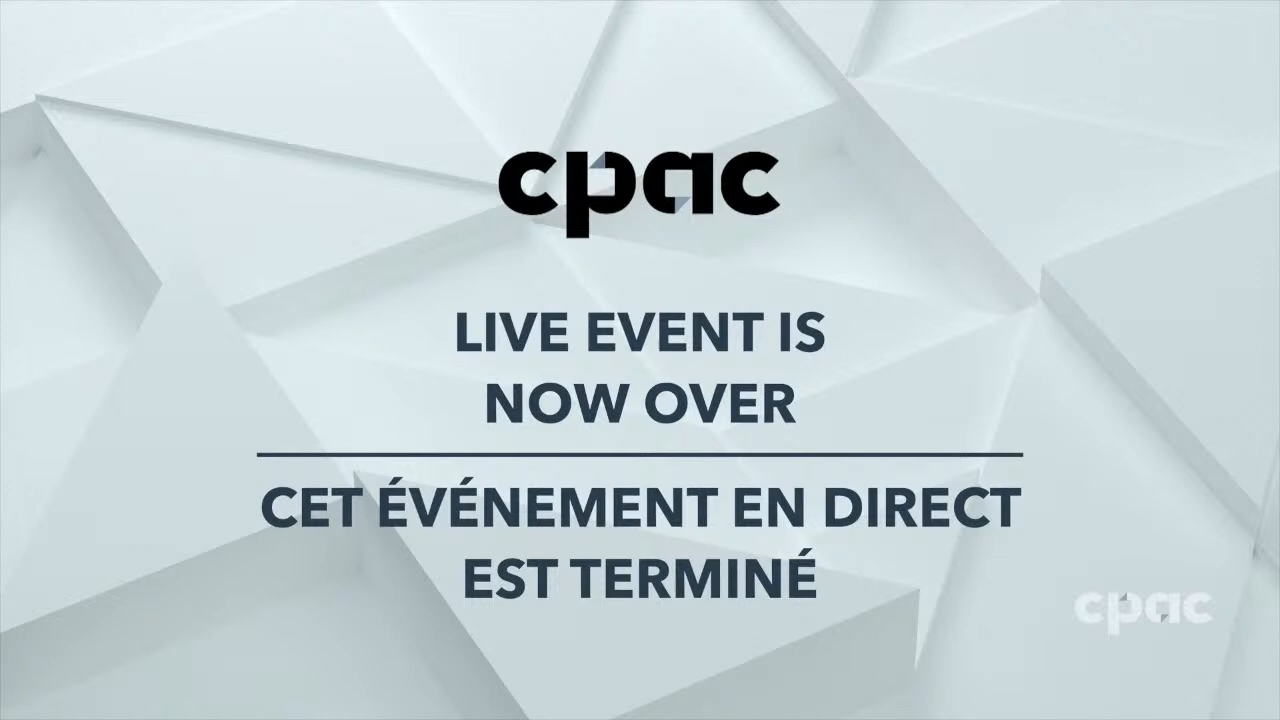 cpac
LIVE EVENT IS
NOW OVER
CET ÉVÉNEMENT EN DIRECT
EST TERMINÉ
cpac